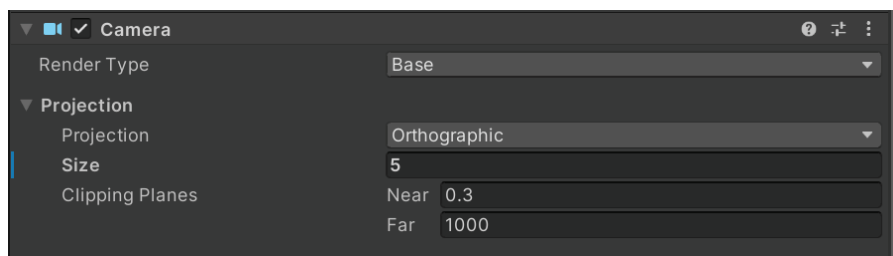 Camera
Render Type Base
Projection
Projection Orthographic
Size 5
Clipping Planes Near 0.3
Far 1000